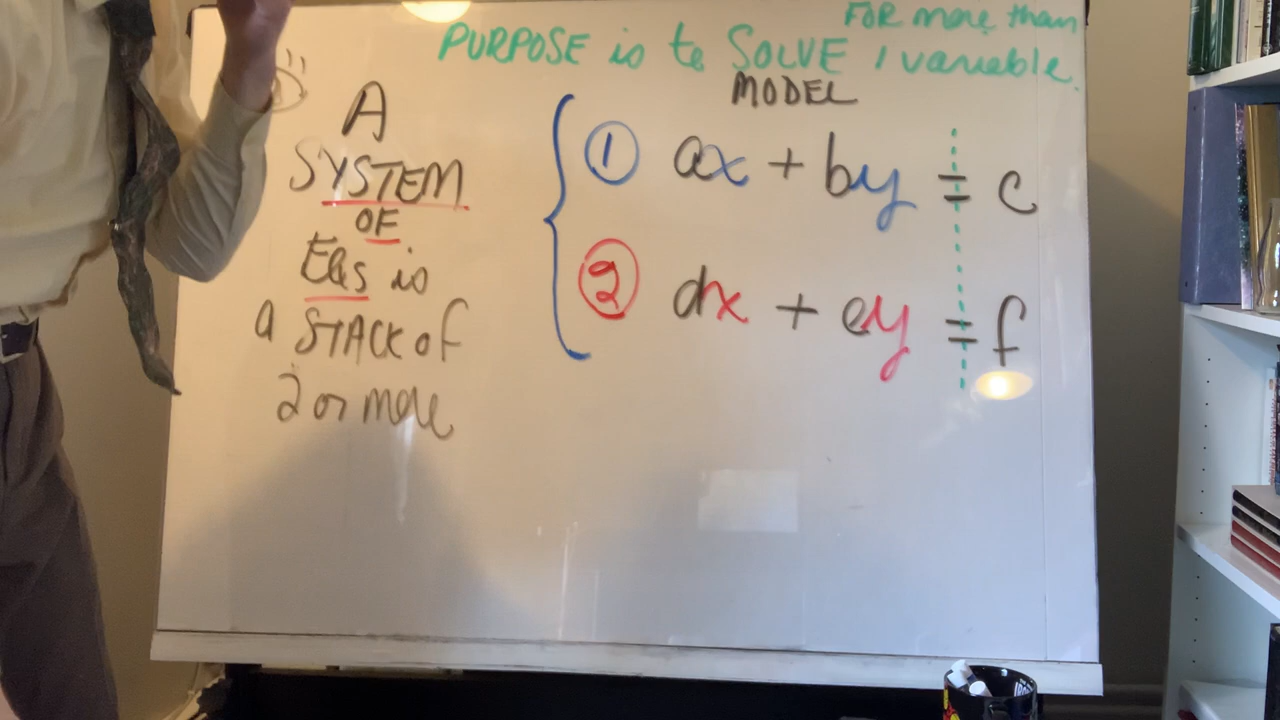 PURPOSE is to SOLVE FOR more than
1 variable.
MODEL
A
SYSTEM
OF
EQS is
a STACK of
2 or more
1 ax + by = c
2 dx + ey = f